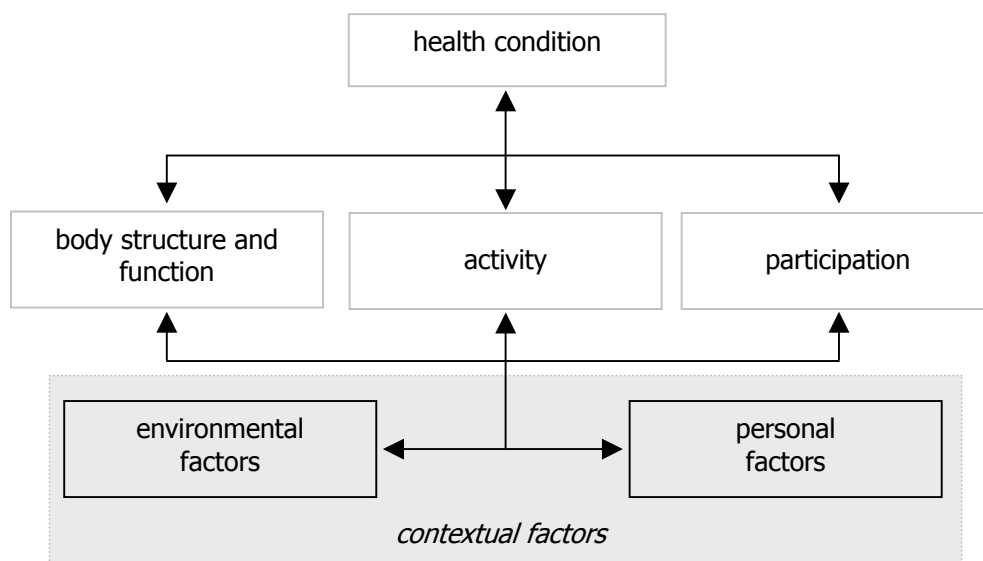 health condition
body structure and
function
activity
participation
environmental
factors
personal
factors
contextual factors